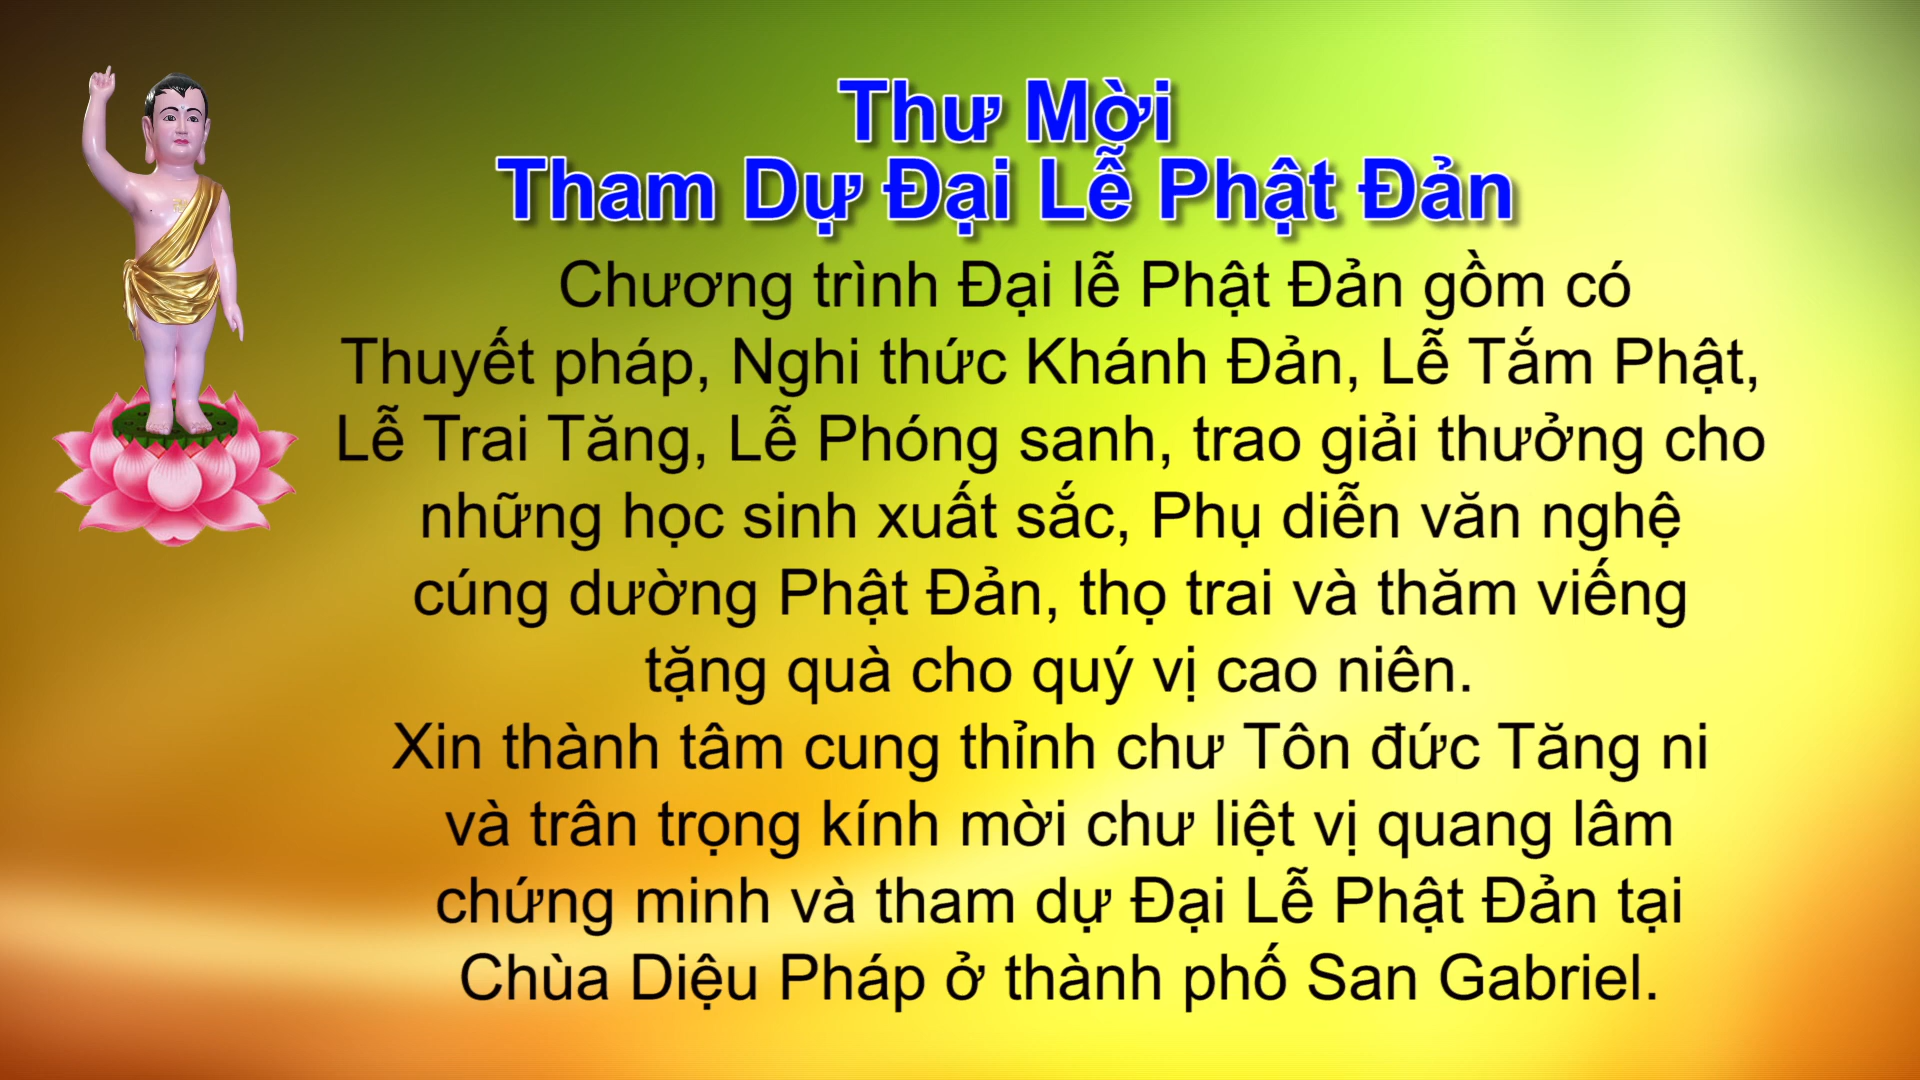 Thư Mời
Tham Dự Đại Lễ Phật Đản
Chương trình Đại lễ Phật Đản gồm có
Thuyết pháp, Nghi thức Khánh Đản, Lễ Tắm Phật,
Lễ Trai Tăng, Lễ Phóng sanh, trao giải thưởng cho
những học sinh xuất sắc, Phụ diễn văn nghệ
cúng dường Phật Đản, thọ trai và thăm viếng
tặng quà cho quý vị cao niên.
Xin thành tâm cung thỉnh chư Tôn đức Tăng ni
và trân trọng kính mời chư liệt vị quang lâm
chứng minh và tham dự Đại Lễ Phật Đản tại
Chùa Diệu Pháp ở thành phố San Gabriel.